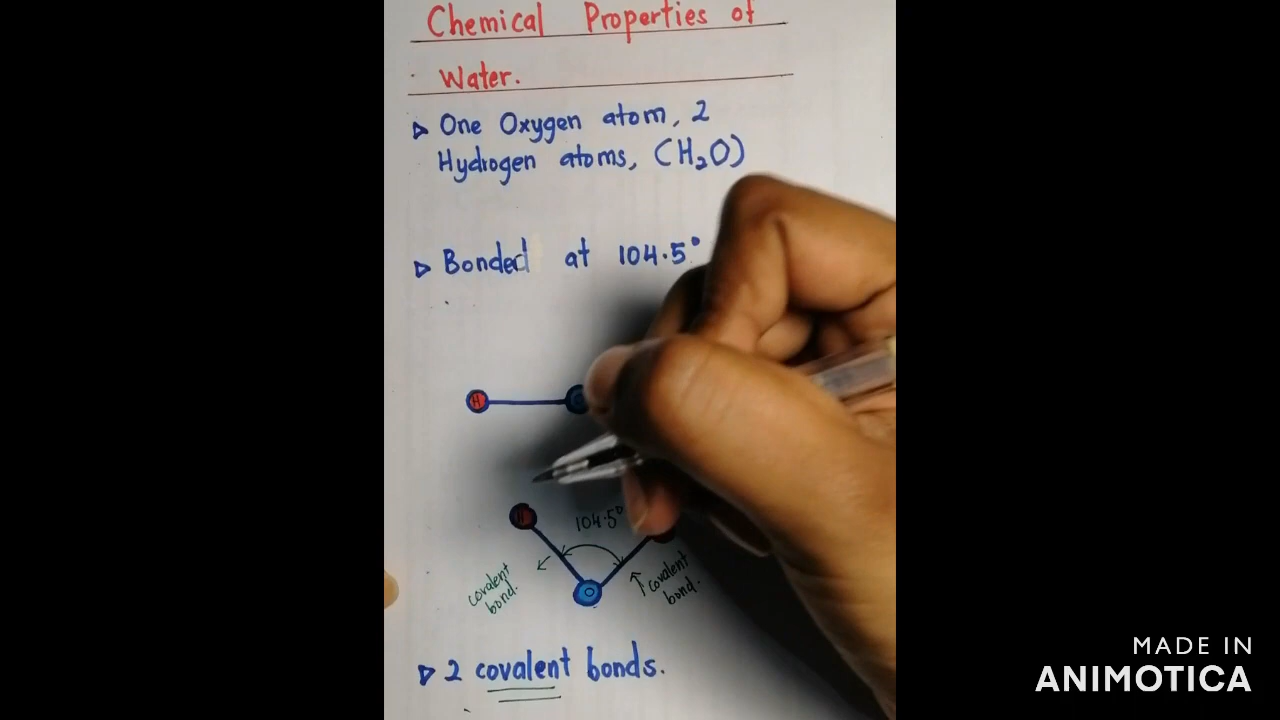 Chemical Properties of
Water.
One Oxygen atom, 2
Hydrogen atoms, (H₂O)
Bonded at 104.5°
H
104.5°
covalent
bond.
covalent
bond.
O
2 covalent bonds.
MADE IN
ANIMOTICA